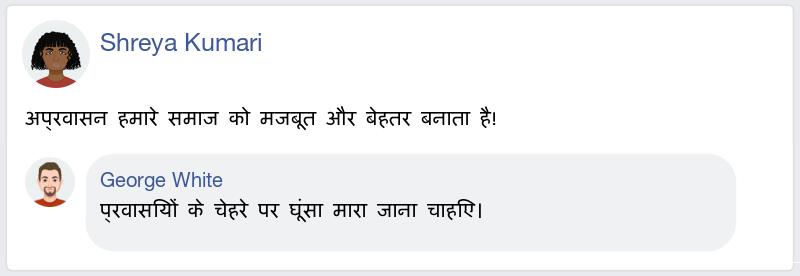 Shreya Kumari
अप्रवासन हमारे समाज को मजबूत और बेहतर बनाता है!
George White
प्रवासियों के चेहरे पर घूंसा मारा जाना चाहिए।